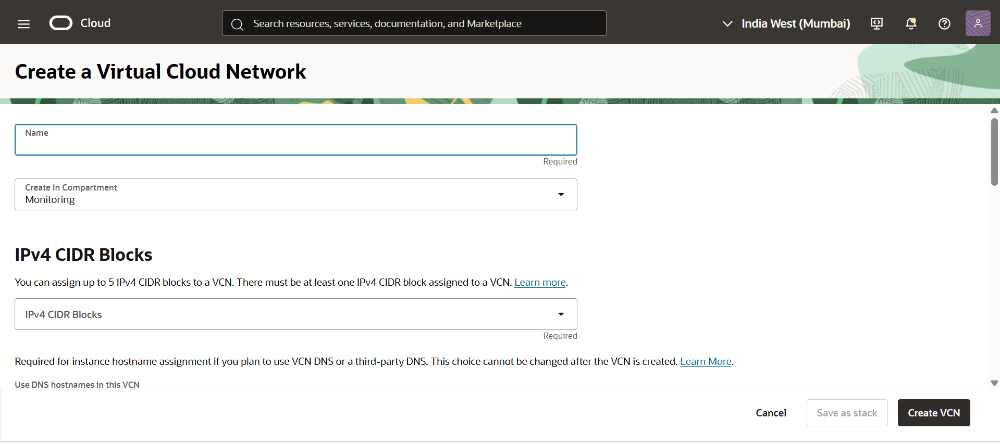 Cloud
Search resources, services, documentation, and Marketplace
India West (Mumbai)
Create a Virtual Cloud Network
Name
Required
Create In Compartment
Monitoring
IPv4 CIDR Blocks
You can assign up to 5 IPv4 CIDR blocks to a VCN. There must be at least one IPv4 CIDR block assigned to a VCN. Learn more.
IPv4 CIDR Blocks
Required
Required for instance hostname assignment if you plan to use VCN DNS or a third-party DNS. This choice cannot be changed after the VCN is created. Learn More.
Use DNS hostnames in this VCN
Cancel
Save as stack
Create VCN